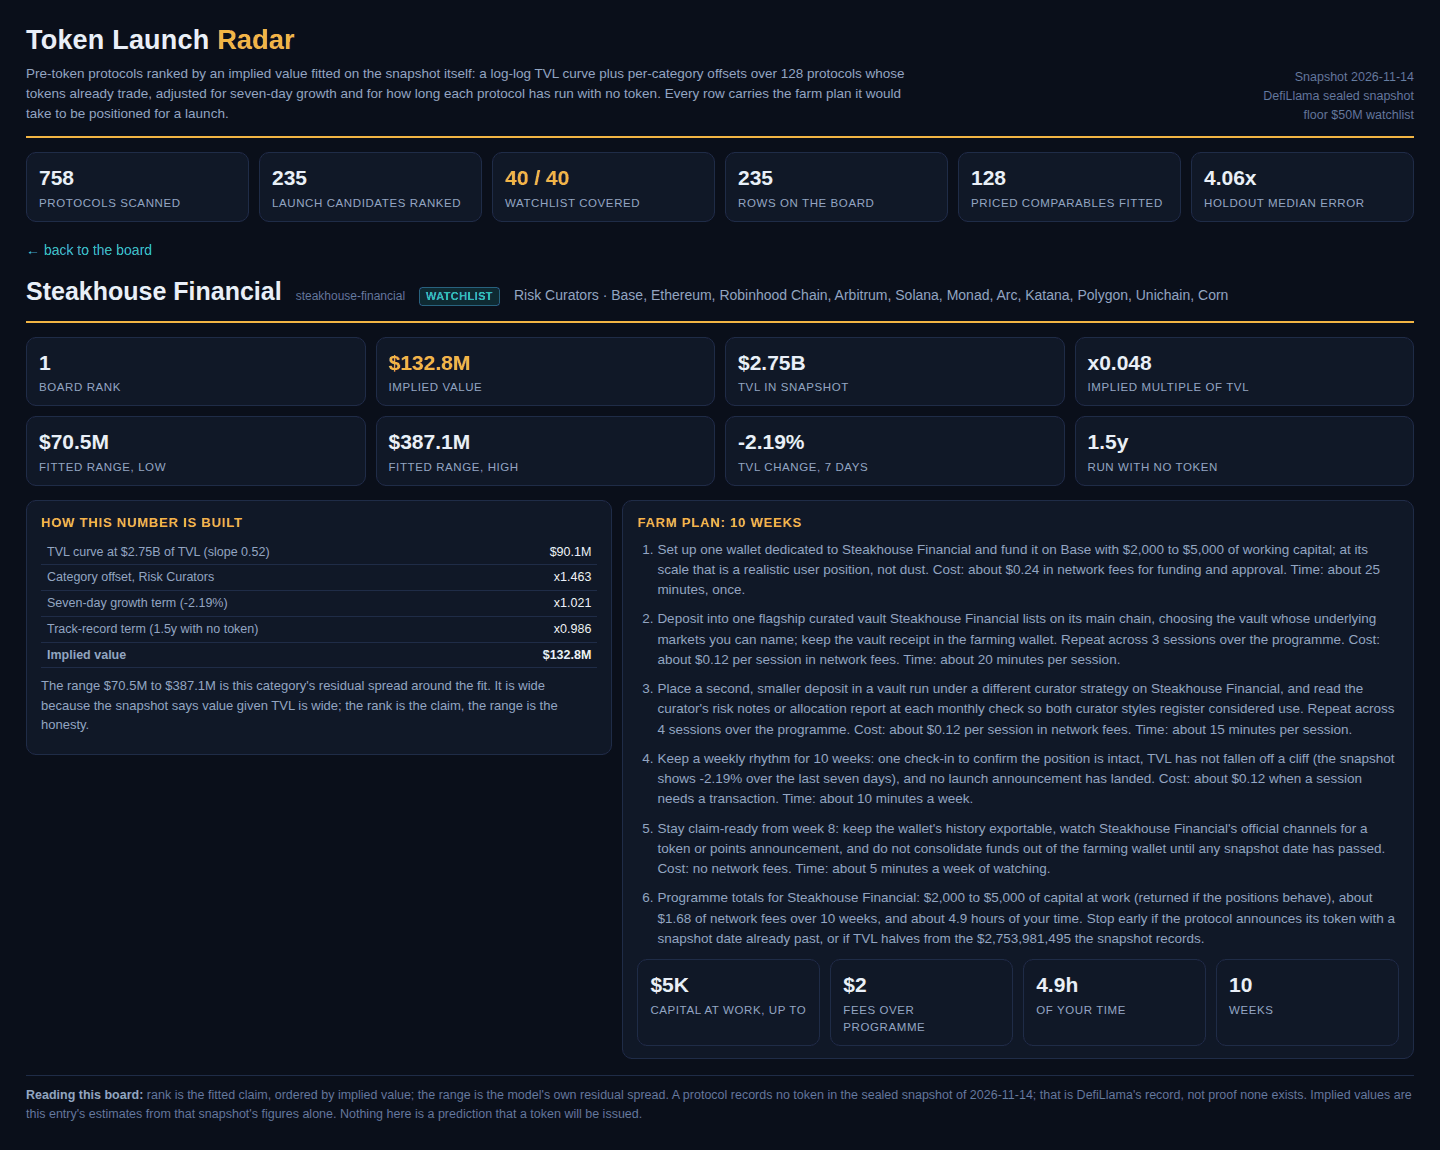 Token Launch Radar
Pre-token protocols ranked by an implied value fitted on the snapshot itself: a log-log TVL curve plus per-category offsets over 128 protocols whose
tokens already trade, adjusted for seven-day growth and for how long each protocol has run with no token. Every row carries the farm plan it would
take to be positioned for a launch.
Snapshot 2026-11-14
DefiLlama sealed snapshot
floor $50M watchlist
758
PROTOCOLS SCANNED
235
LAUNCH CANDIDATES RANKED
40 / 40
WATCHLIST COVERED
235
ROWS ON THE BOARD
128
PRICED COMPARABLES FITTED
4.06x
HOLDOUT MEDIAN ERROR
← back to the board
Steakhouse Financial steakhouse-financial WATCHLIST Risk Curators · Base, Ethereum, Robinhood Chain, Arbitrum, Solana, Monad, Arc, Katana, Polygon, Unichain, Corn
1
BOARD RANK
$132.8M
IMPLIED VALUE
$2.75B
TVL IN SNAPSHOT
x0.048
IMPLIED MULTIPLE OF TVL
$70.5M
FITTED RANGE, LOW
$387.1M
FITTED RANGE, HIGH
-2.19%
TVL CHANGE, 7 DAYS
1.5y
RUN WITH NO TOKEN
HOW THIS NUMBER IS BUILT
TVL curve at $2.75B of TVL (slope 0.52) $90.1M
Category offset, Risk Curators x1.463
Seven-day growth term (-2.19%) x1.021
Track-record term (1.5y with no token) x0.986
Implied value $132.8M
The range $70.5M to $387.1M is this category's residual spread around the fit. It is wide
because the snapshot says value given TVL is wide; the rank is the claim, the range is the
honesty.
FARM PLAN: 10 WEEKS
1. Set up one wallet dedicated to Steakhouse Financial and fund it on Base with $2,000 to $5,000 of working capital; at its
scale that is a realistic user position, not dust. Cost: about $0.24 in network fees for funding and approval. Time: about 25
minutes, once.
2. Deposit into one flagship curated vault Steakhouse Financial lists on its main chain, choosing the vault whose underlying
markets you can name; keep the vault receipt in the farming wallet. Repeat across 3 sessions over the programme. Cost:
about $0.12 per session in network fees. Time: about 20 minutes per session.
3. Place a second, smaller deposit in a vault run under a different curator strategy on Steakhouse Financial, and read the
curator's risk notes or allocation report at each monthly check so both curator styles register considered use. Repeat across
4 sessions over the programme. Cost: about $0.12 per session in network fees. Time: about 15 minutes per session.
4. Keep a weekly rhythm for 10 weeks: one check-in to confirm the position is intact, TVL has not fallen off a cliff (the snapshot
shows -2.19% over the last seven days), and no launch announcement has landed. Cost: about $0.12 when a session
needs a transaction. Time: about 10 minutes a week.
5. Stay claim-ready from week 8: keep the wallet's history exportable, watch Steakhouse Financial's official channels for a
token or points announcement, and do not consolidate funds out of the farming wallet until any snapshot date has passed.
Cost: no network fees. Time: about 5 minutes a week of watching.
6. Programme totals for Steakhouse Financial: $2,000 to $5,000 of capital at work (returned if the positions behave), about
$1.68 of network fees over 10 weeks, and about 4.9 hours of your time. Stop early if the protocol announces its token with a
snapshot date already past, or if TVL halves from the $2,753,981,495 the snapshot records.
$5K
CAPITAL AT WORK, UP TO
$2
FEES OVER
PROGRAMME
4.9h
OF YOUR TIME
10
WEEKS
Reading this board: rank is the fitted claim, ordered by implied value; the range is the model's own residual spread. A protocol records no token in the sealed snapshot of 2026-11-14; that is DefiLlama's record, not proof none exists. Implied values are
this entry's estimates from that snapshot's figures alone. Nothing here is a prediction that a token will be issued.